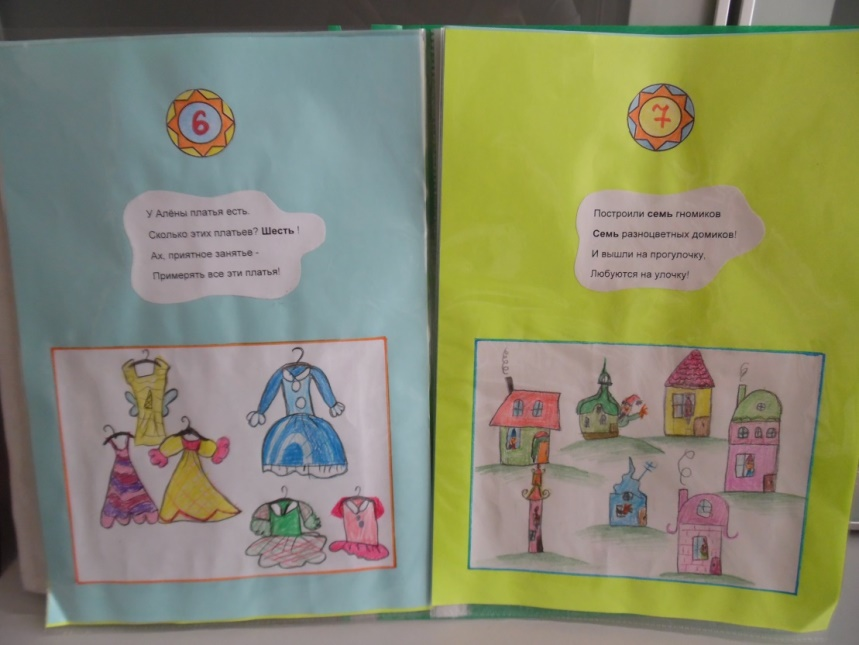 6
У Алёны платья есть.
Сколько этих платьев? Шесть !
Ах, приятное занятье -
Примерять все эти платья!
7
Построили семь гномиков
Семь разноцветных домиков!
И вышли на прогулочку,
Любуются на улочку!